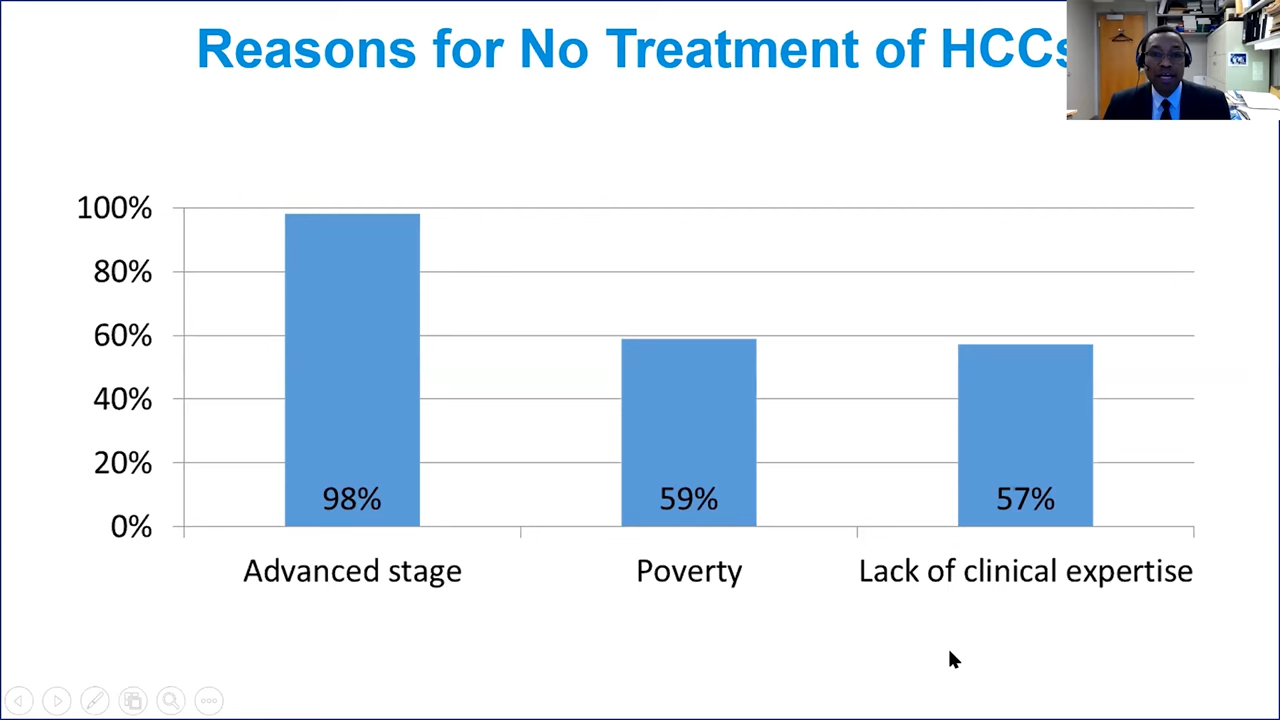 Reasons for No Treatment of HCCs
100%
80%
60%
40%
20%
0%
98%
59%
57%
Advanced stage
Poverty
Lack of clinical expertise